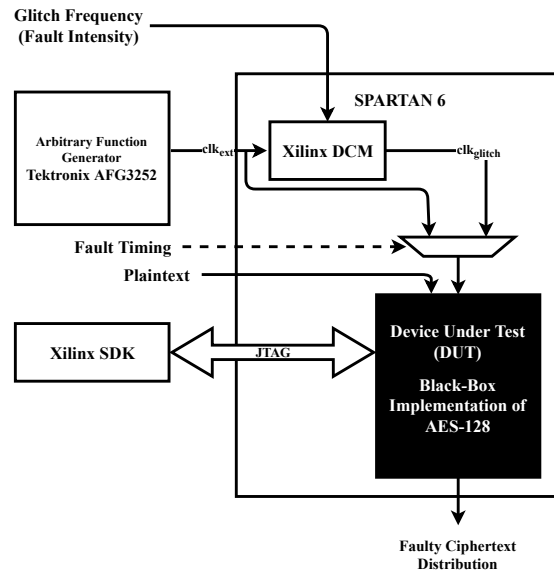 Glitch Frequency
(Fault Intensity)
SPARTAN 6
Arbitrary Function
Generator
Tektronix AFG3252
clkext
Xilinx DCM
clkglitch
Fault Timing
Plaintext
Xilinx SDK
JTAG
Device Under Test
(DUT)
Black-Box
Implementation of
AES-128
Faulty Ciphertext
Distribution